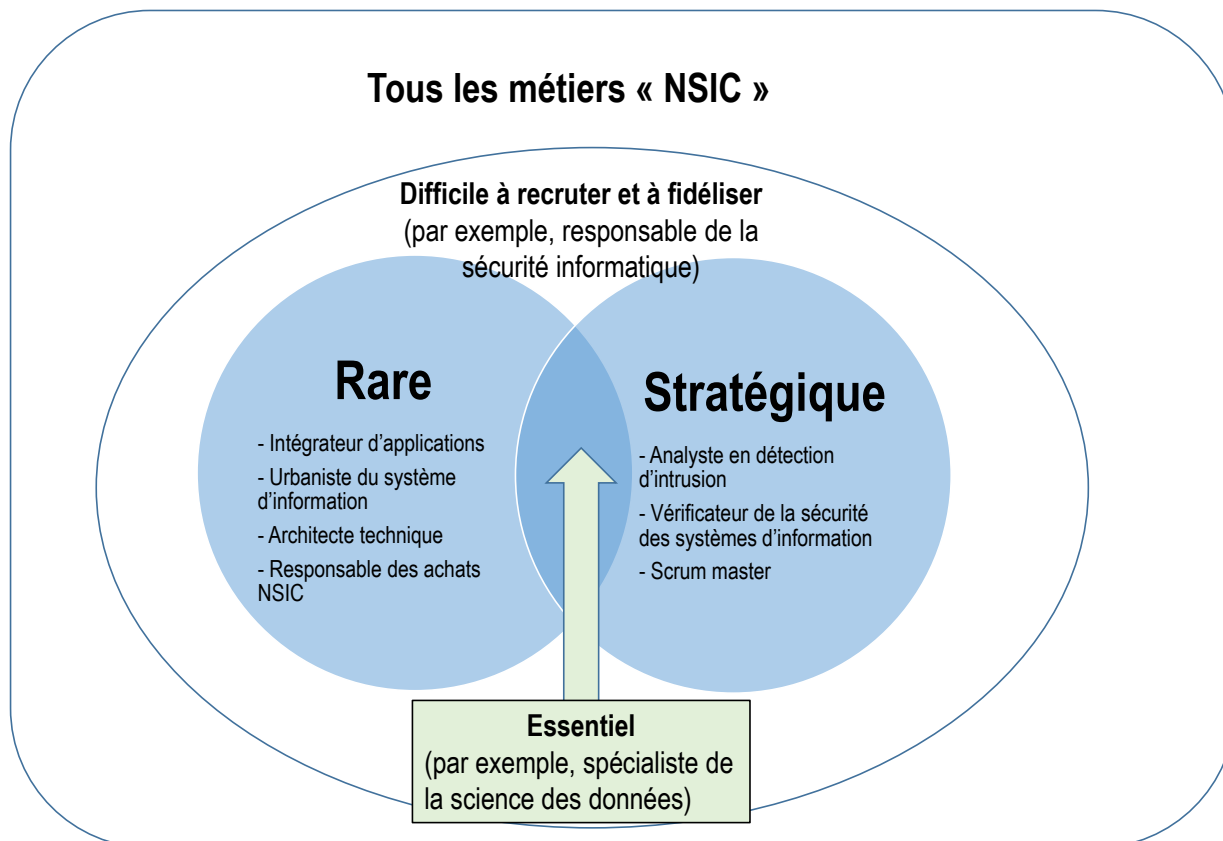 Tous les métiers « NSIC »
Difficile à recruter et à fidéliser
(par exemple, responsable de la
sécurité informatique)
Rare
- Intégrateur d’applications
- Urbaniste du système
d’information
- Architecte technique
- Responsable des achats
NSIC
Stratégique
- Analyste en détection
d’intrusion
- Vérificateur de la sécurité
des systèmes d’information
- Scrum master
Essentiel
(par exemple, spécialiste de
la science des données)